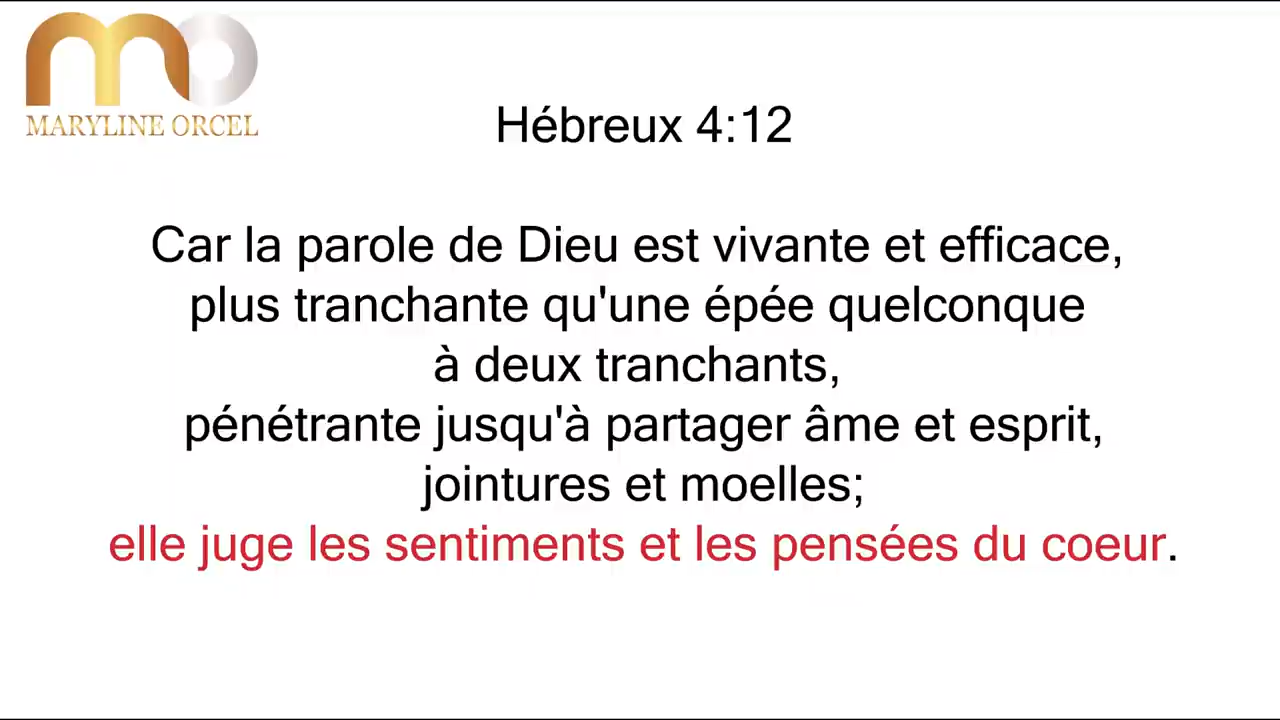 mo
MARYLINE ORCEL
Hébreux 4:12
Car la parole de Dieu est vivante et efficace,
plus tranchante qu'une épée quelconque
à deux tranchants,
pénétrante jusqu'à partager âme et esprit,
jointures et moelles;
elle juge les sentiments et les pensées du coeur.